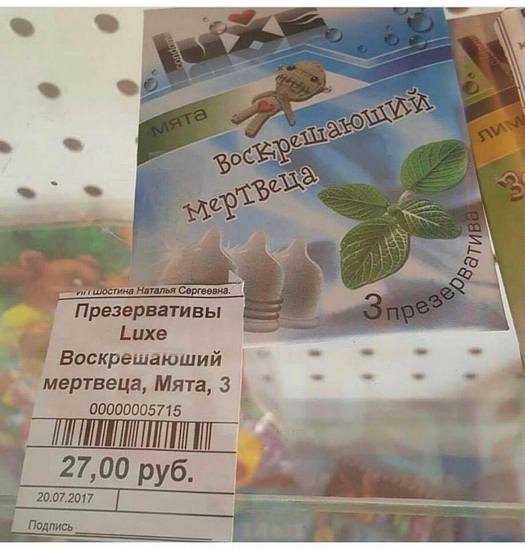 luxe
condoms
мята
воскрешающий
мертвеца
3 презерватива
ИП Шостина Наталья Сергеевна.
Презервативы
Luxe
Воскрешаюший
мертвеца, Мята, 3
00000005715
27,00 руб.
20.07.2017
Подпись